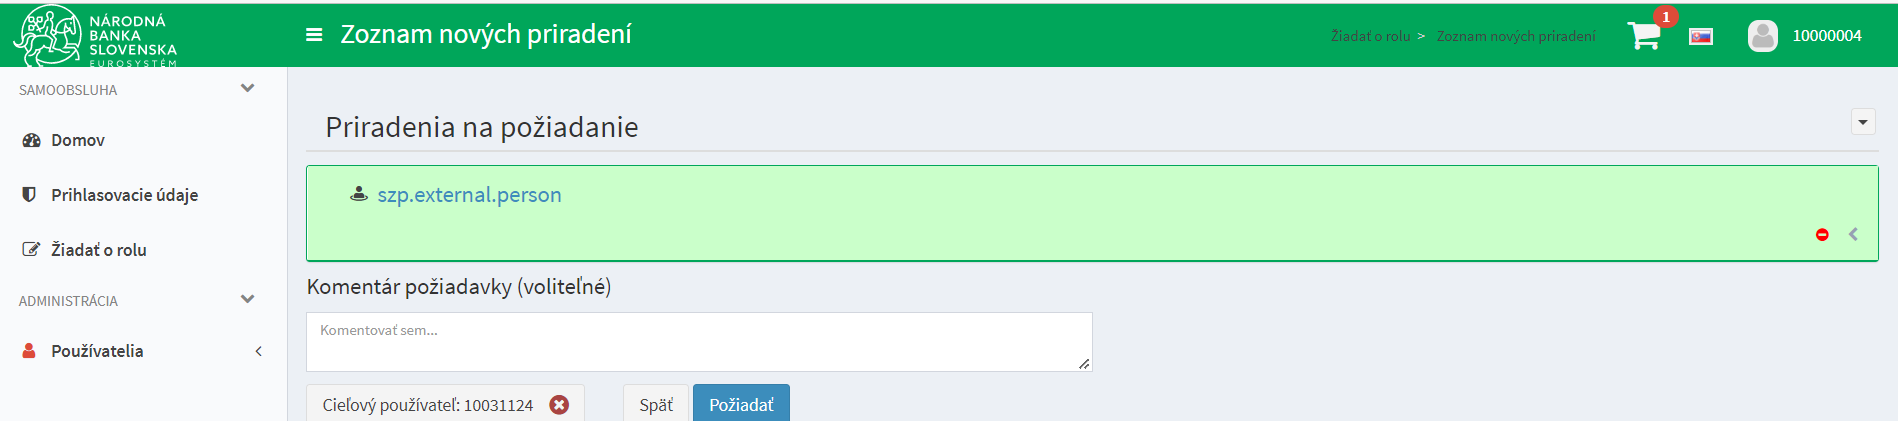 NÁRODNÁ
BANKA
SLOVENSKA
EUROSYSTÉM
Zoznam nových priradení
Žiadať o rolu > Zoznam nových priradení
1
10000004
SAMOOBSLUHA
Domov
Prihlasovacie údaje
Žiadať o rolu
ADMINISTRÁCIA
Používatelia
Priradenia na požiadanie
szp.external.person
Komentár požiadavky (voliteľné)
Komentovať sem...
Cieľový používateľ: 10031124
Späť
Požiadať